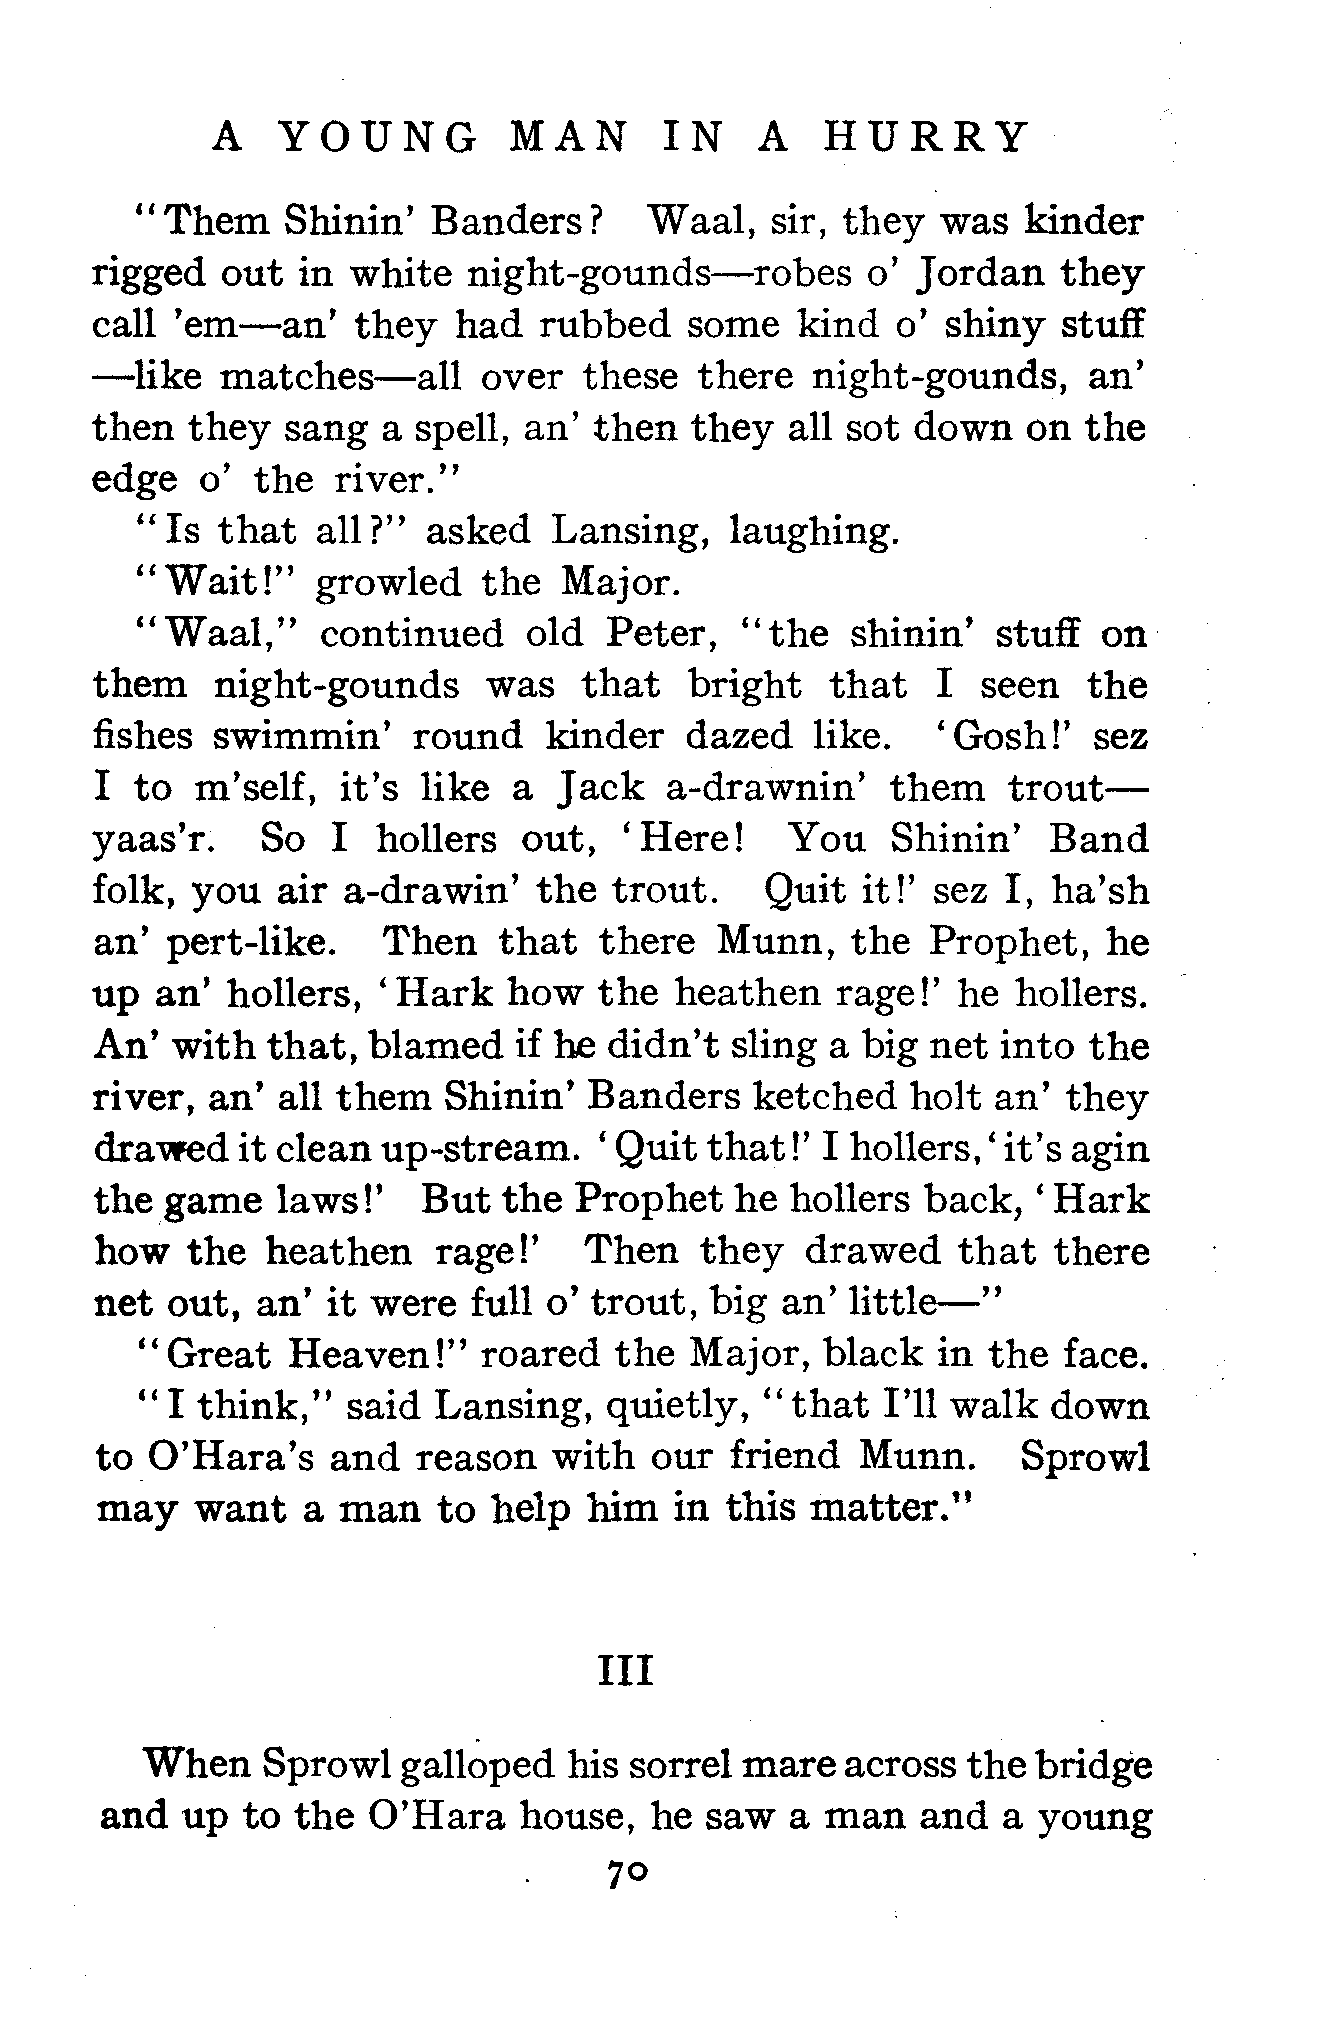 A YOUNG MAN IN A HURRY
"Them Shinin' Banders? Waal, sir, they was kinder
rigged out in white night-gounds—robes o' Jordan they
call 'em—an' they had rubbed some kind o' shiny stuff
—like matches—all over these there night-gounds, an'
then they sang a spell, an' then they all sot down on the
edge o' the river."
"Is that all?" asked Lansing, laughing.
"Wait!" growled the Major.
"Waal," continued old Peter, "the shinin' stuff on
them night-gounds was that bright that I seen the
fishes swimmin' round kinder dazed like. 'Gosh!' sez
I to m'self, it's like a Jack a-drawnin' them trout—
yaas'r. So I hollers out, 'Here! You Shinin' Band
folk, you air a-drawin' the trout. Quit it!' sez I, ha'sh
an' pert-like. Then that there Munn, the Prophet, he
up an' hollers, 'Hark how the heathen rage!' he hollers.
An' with that, blamed if he didn't sling a big net into the
river, an' all them Shinin' Banders ketched holt an' they
drawed it clean up-stream. 'Quit that!' I hollers, 'it's agin
the game laws!' But the Prophet he hollers back, 'Hark
how the heathen rage!' Then they drawed that there
net out, an' it were full o' trout, big an' little—"
"Great Heaven!" roared the Major, black in the face.
"I think," said Lansing, quietly, "that I'll walk down
to O'Hara's and reason with our friend Munn. Sprowl
may want a man to help him in this matter."
III
When Sprowl galloped his sorrel mare across the bridge
and up to the O'Hara house, he saw a man and a young
70